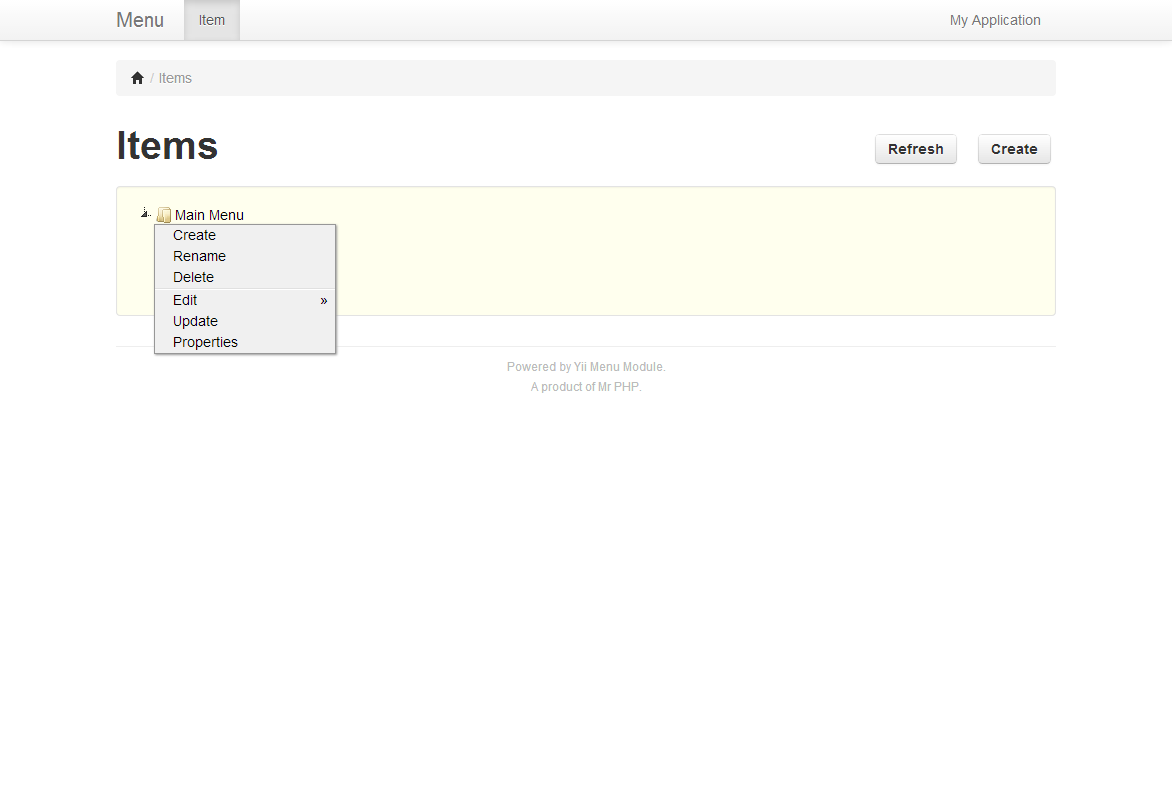 Menu Item My Application
/ Items
Items
Refresh Create
Main Menu
Create
Rename
Delete
Edit »
Update
Properties
Powered by Yii Menu Module.
A product of Mr PHP.